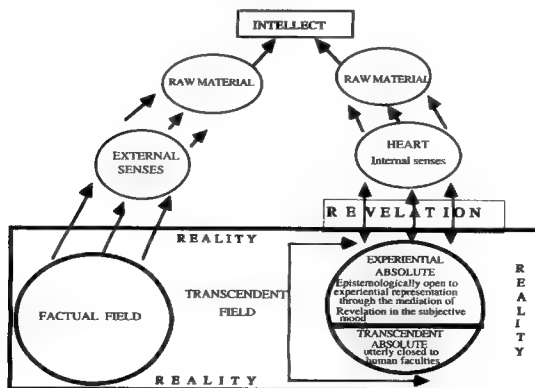 INTELLECT
RAW MATERIAL
RAW MATERIAL
EXTERNAL
SENSES
HEART
Internal senses
REVELATION
REALITY
FACTUAL FIELD
TRANSCENDENT
FIELD
EXPERIENTIAL
ABSOLUTE
Epistemologically open to
experiential representation
through the mediation of
Revelation in the subjective
mood
TRANSCENDENT
ABSOLUTE
utterly closed to
human faculties
REALITY
REALITY